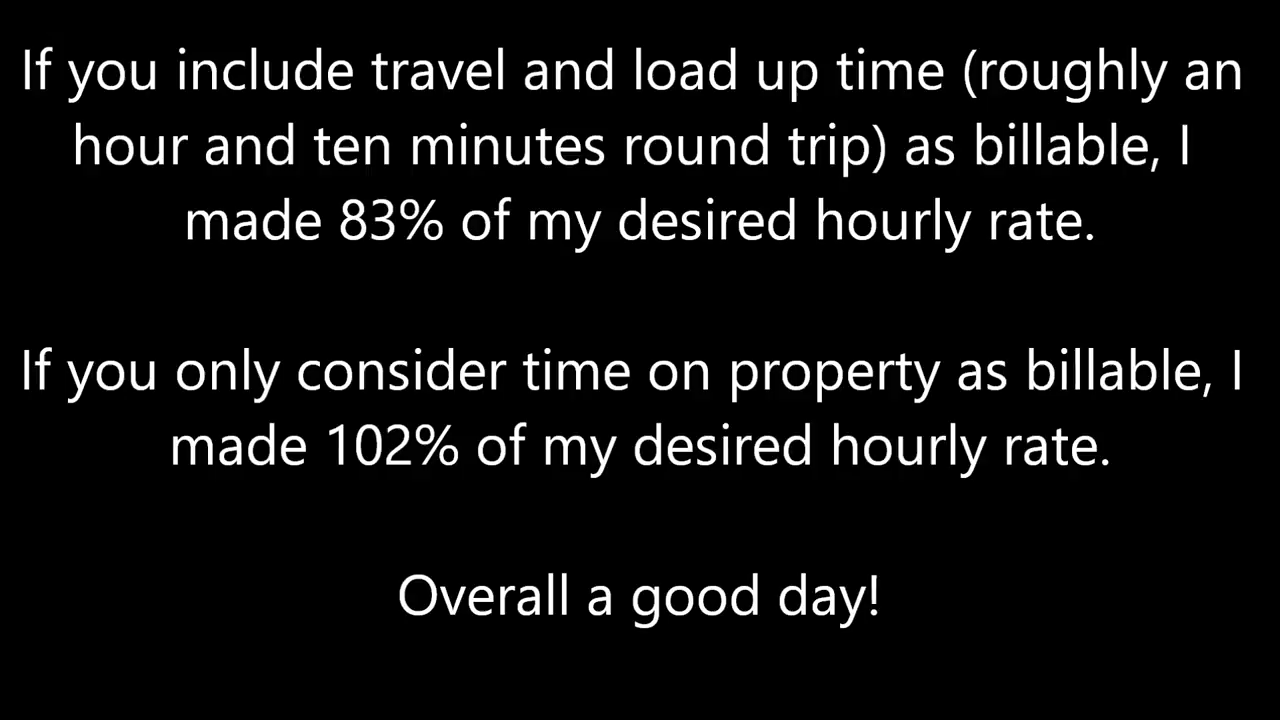 If you include travel and load up time (roughly an
hour and ten minutes round trip) as billable, I
made 83% of my desired hourly rate.
If you only consider time on property as billable, I
made 102% of my desired hourly rate.
Overall a good day!